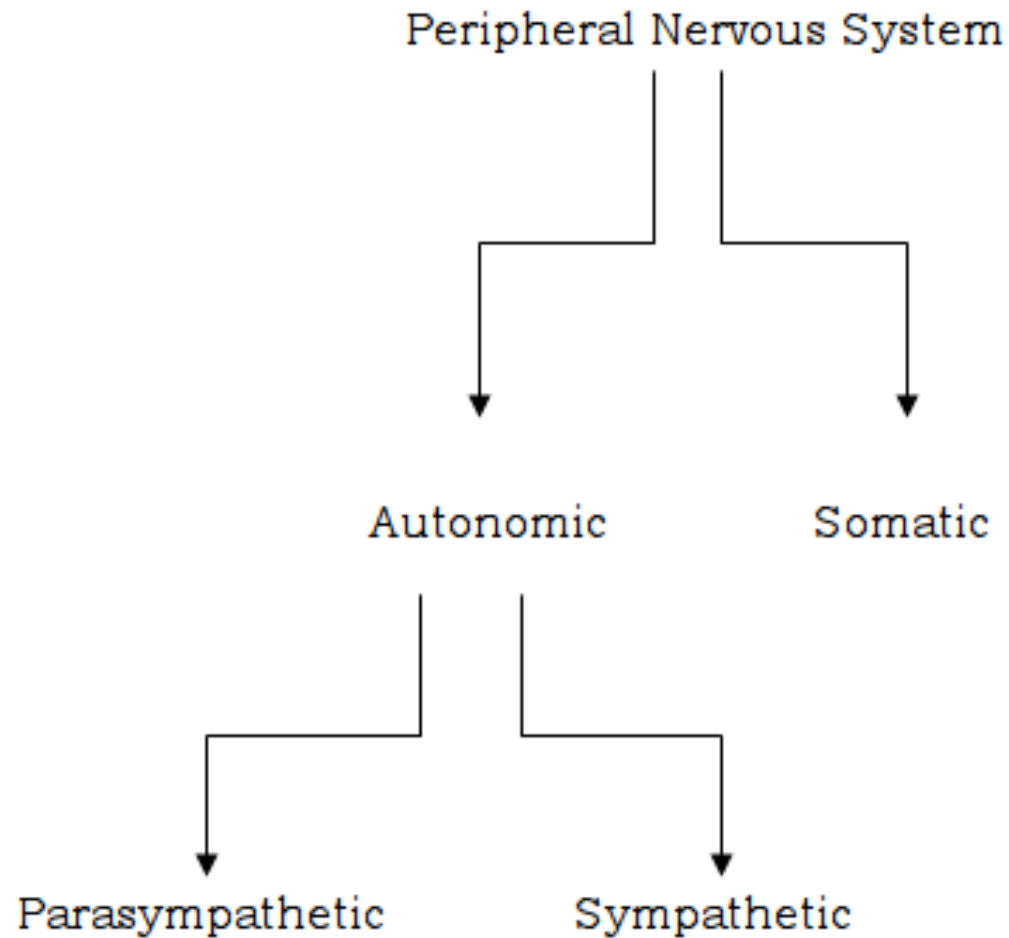 Peripheral Nervous System
Autonomic
Somatic
Parasympathetic
Sympathetic